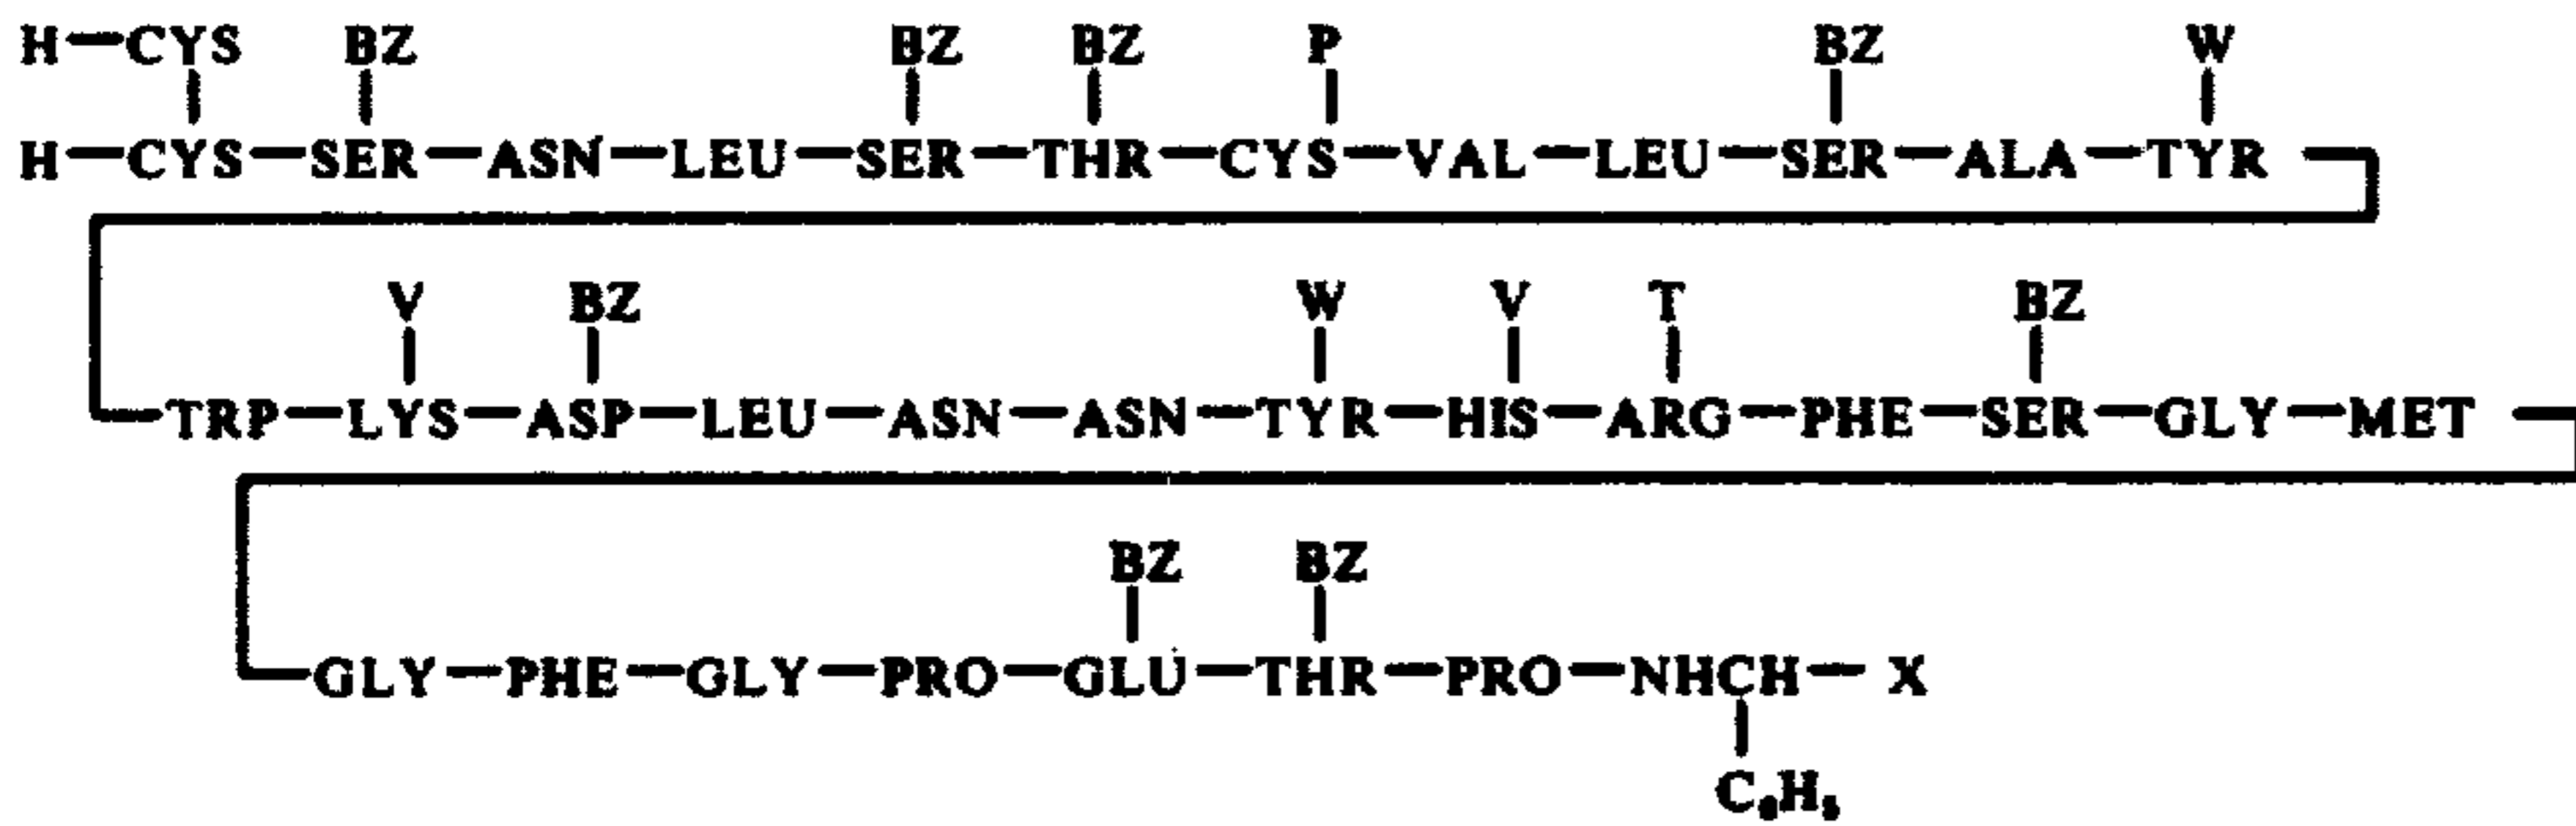 H—CYS BZ BZ BZ P BZ W
H—CYS—SER—ASN—LEU—SER—THR—CYS—VAL—LEU—SER—ALA—TYR
V BZ W V T BZ
TRP—LYS—ASP—LEU—ASN—ASN—TYR—HIS—ARG—PHE—SER—GLY—MET
BZ BZ
GLY—PHE—GLY—PRO—GLU—THR—PRO—NHCH—X
C₆H₅